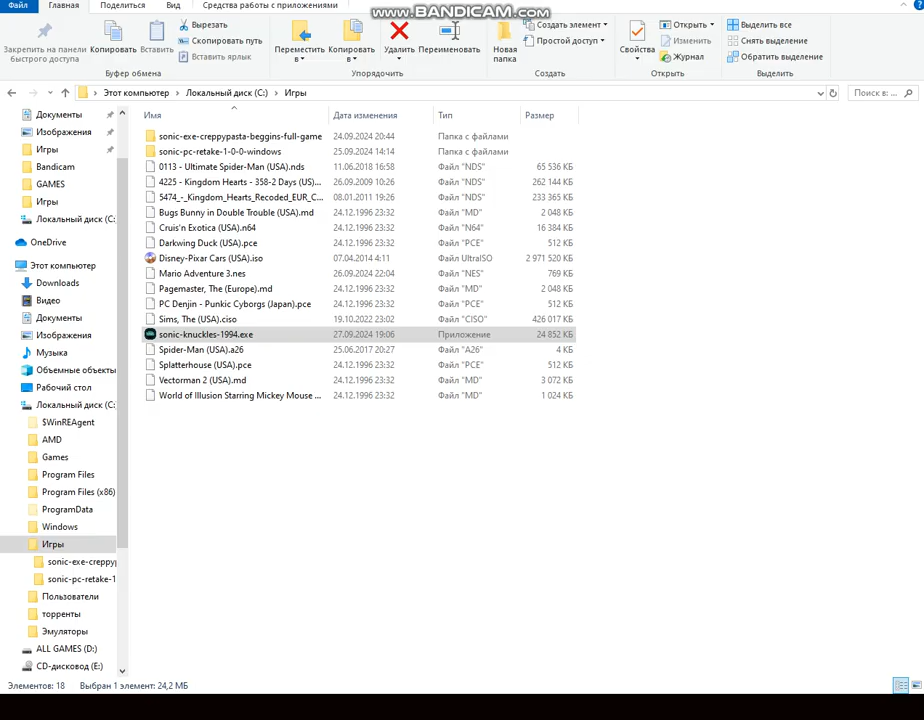 Файл Главная Поделиться Вид Средства работы с приложениями
www.BANDICAM.com
Закрепить на панели быстрого доступа
Копировать
Вставить
Вырезать
Скопировать путь
Вставить ярлык
Буфер обмена
Переместить в
Копировать в
Удалить
Переименовать
Упорядочить
Новая папка
Создать элемент
Простой доступ
Создать
Свойства
Открыть
Изменить
Журнал
Открыть
Выделить все
Снять выделение
Обратить выделение
Выделить
Этот компьютер › Локальный диск (C:) › Игры
Поиск в: ...
Документы
Изображения
Игры
Bandicam
GAMES
Игры
Локальный диск (C:
OneDrive
Этот компьютер
Downloads
Видео
Документы
Изображения
Музыка
Объемные объекты
Рабочий стол
Локальный диск (C:
$WinREAgent
AMD
Games
Program Files
Program Files (x86)
ProgramData
Windows
Игры
sonic-exe-creppyp
sonic-pc-retake-1
Пользователи
торренты
Эмуляторы
ALL GAMES (D:)
CD-дисковод (E:)
Имя Дата изменения Тип Размер
sonic-exe-creppypasta-beggins-full-game 24.09.2024 20:44 Папка с файлами
sonic-pc-retake-1-0-0-windows 25.09.2024 14:14 Папка с файлами
0113 - Ultimate Spider-Man (USA).nds 11.06.2018 16:58 Файл "NDS" 65 536 КБ
4225 - Kingdom Hearts - 358-2 Days (US)... 26.09.2009 10:26 Файл "NDS" 262 144 КБ
5474_-_Kingdom_Hearts_Recoded_EUR_C... 08.01.2011 19:26 Файл "NDS" 233 365 КБ
Bugs Bunny in Double Trouble (USA).md 24.12.1996 23:32 Файл "MD" 2 048 КБ
Cruis'n Exotica (USA).n64 24.12.1996 23:32 Файл "N64" 16 384 КБ
Darkwing Duck (USA).pce 24.12.1996 23:32 Файл "PCE" 512 КБ
Disney-Pixar Cars (USA).iso 07.04.2014 4:11 Файл UltraISO 2 971 520 КБ
Mario Adventure 3.nes 26.09.2024 22:04 Файл "NES" 769 КБ
Pagemaster, The (Europe).md 24.12.1996 23:32 Файл "MD" 2 048 КБ
PC Denjin - Punkic Cyborgs (Japan).pce 24.12.1996 23:32 Файл "PCE" 512 КБ
Sims, The (USA).ciso 19.10.2022 23:02 Файл "CISO" 426 017 КБ
sonic-knuckles-1994.exe 27.09.2024 19:06 Приложение 24 852 КБ
Spider-Man (USA).a26 25.06.2017 20:27 Файл "A26" 4 КБ
Splatterhouse (USA).pce 24.12.1996 23:32 Файл "PCE" 512 КБ
Vectorman 2 (USA).md 24.12.1996 23:32 Файл "MD" 3 072 КБ
World of Illusion Starring Mickey Mouse ... 24.12.1996 23:32 Файл "MD" 1 024 КБ
Элементов: 18 Выбран 1 элемент: 24,2 МБ